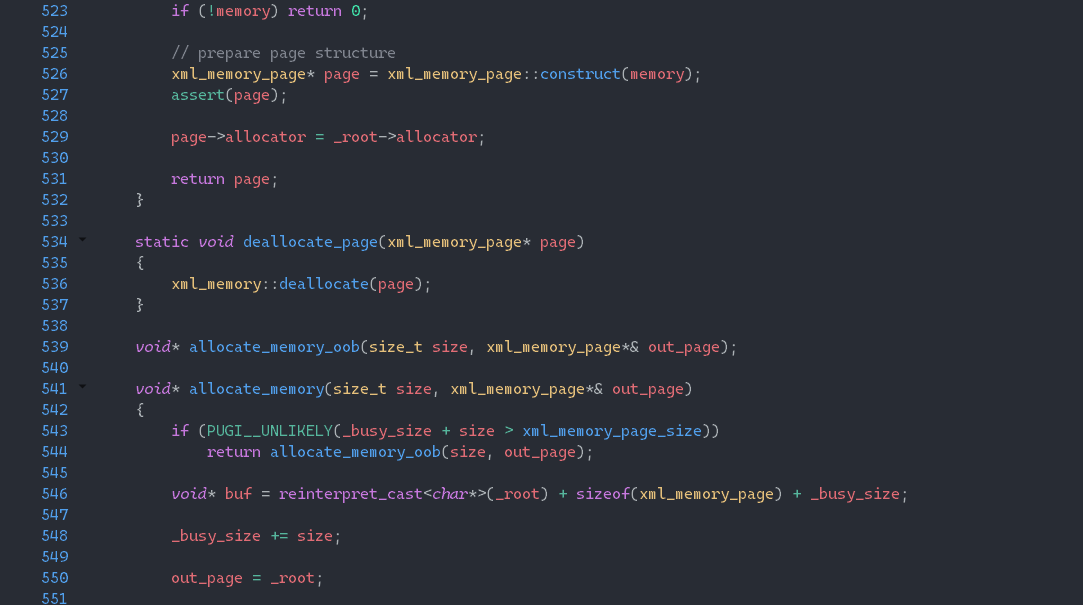 523 if (!memory) return 0;
524
525 // prepare page structure
526 xml_memory_page* page = xml_memory_page::construct(memory);
527 assert(page);
528
529 page->allocator = _root->allocator;
530
531 return page;
532 }
533
534 static void deallocate_page(xml_memory_page* page)
535 {
536 xml_memory::deallocate(page);
537 }
538
539 void* allocate_memory_oob(size_t size, xml_memory_page*& out_page);
540
541 void* allocate_memory(size_t size, xml_memory_page*& out_page)
542 {
543 if (PUGI__UNLIKELY(_busy_size + size > xml_memory_page_size))
544 return allocate_memory_oob(size, out_page);
545
546 void* buf = reinterpret_cast<char*>(_root) + sizeof(xml_memory_page) + _busy_size;
547
548 _busy_size += size;
549
550 out_page = _root;
551